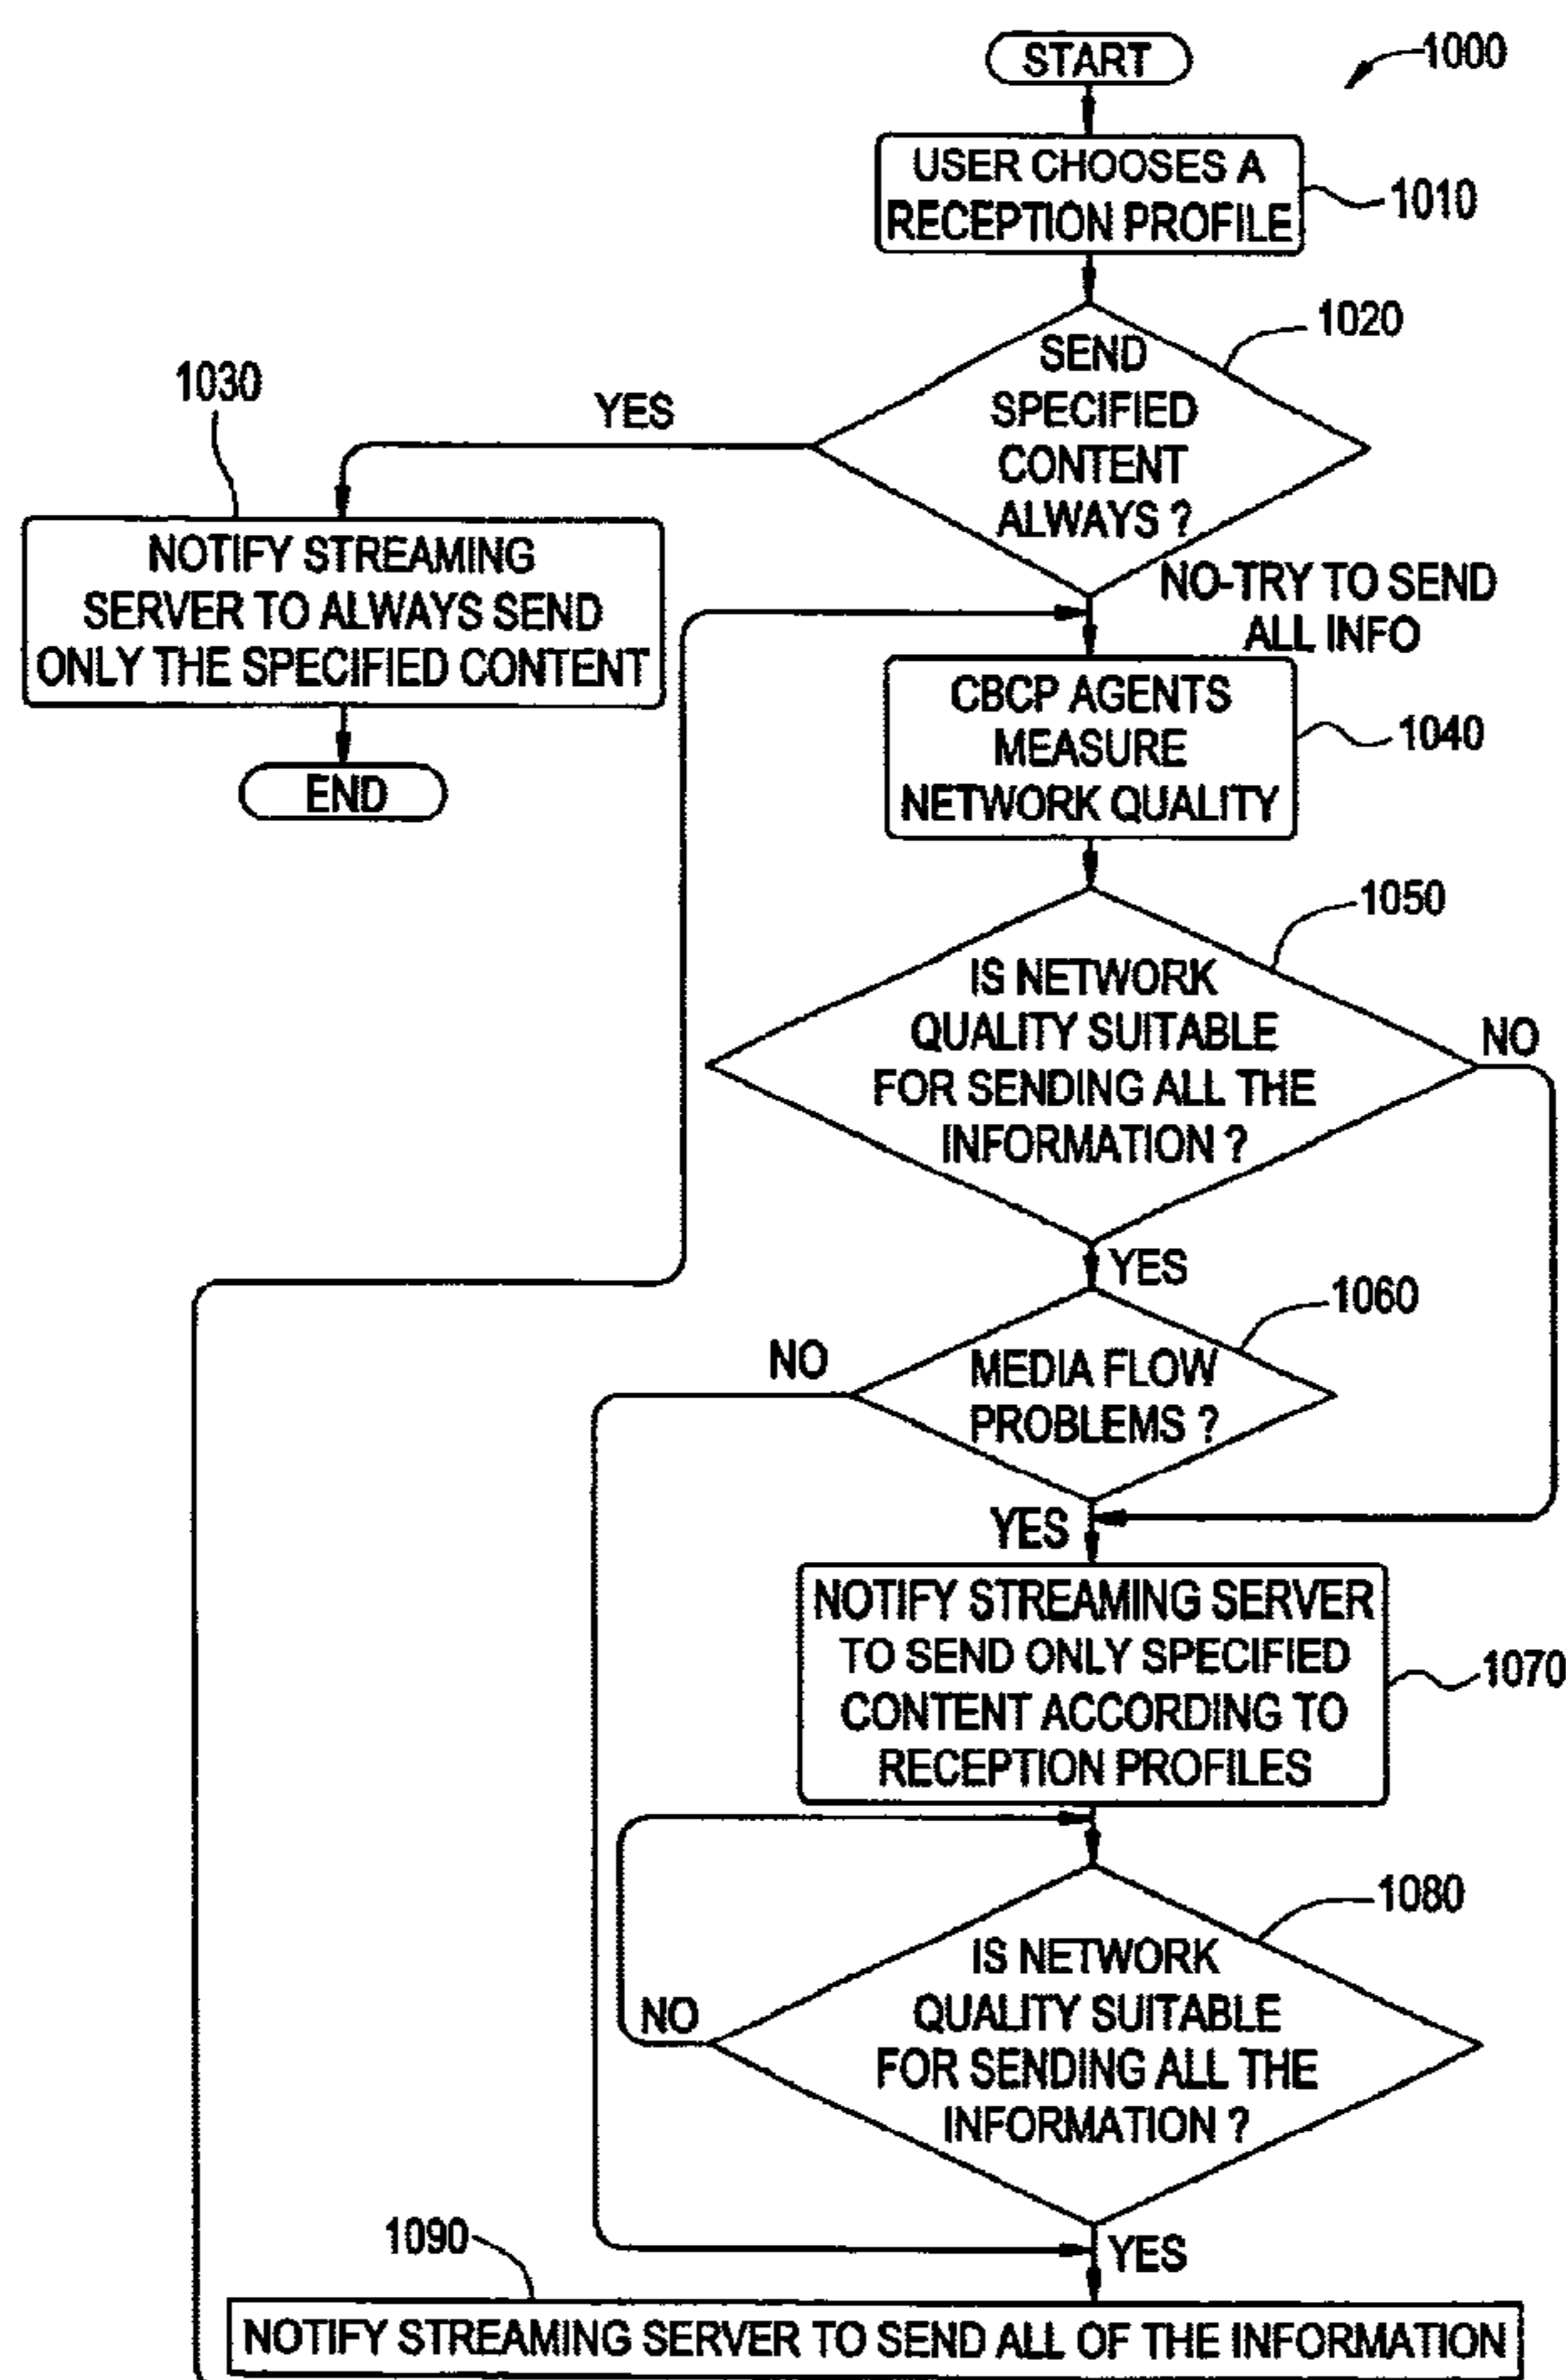 START
1000
USER CHOOSES A
RECEPTION PROFILE
1010
1020
SEND
SPECIFIED
CONTENT
ALWAYS ?
YES
1030
NOTIFY STREAMING
SERVER TO ALWAYS SEND
ONLY THE SPECIFIED CONTENT
END
NO-TRY TO SEND
ALL INFO
CBCP AGENTS
MEASURE
NETWORK QUALITY
1040
1050
IS NETWORK
QUALITY SUITABLE
FOR SENDING ALL THE
INFORMATION ?
NO
YES
1060
NO
MEDIA FLOW
PROBLEMS ?
YES
NOTIFY STREAMING SERVER
TO SEND ONLY SPECIFIED
CONTENT ACCORDING TO
RECEPTION PROFILES
1070
1080
IS NETWORK
QUALITY SUITABLE
FOR SENDING ALL THE
INFORMATION ?
NO
YES
1090
NOTIFY STREAMING SERVER TO SEND ALL OF THE INFORMATION